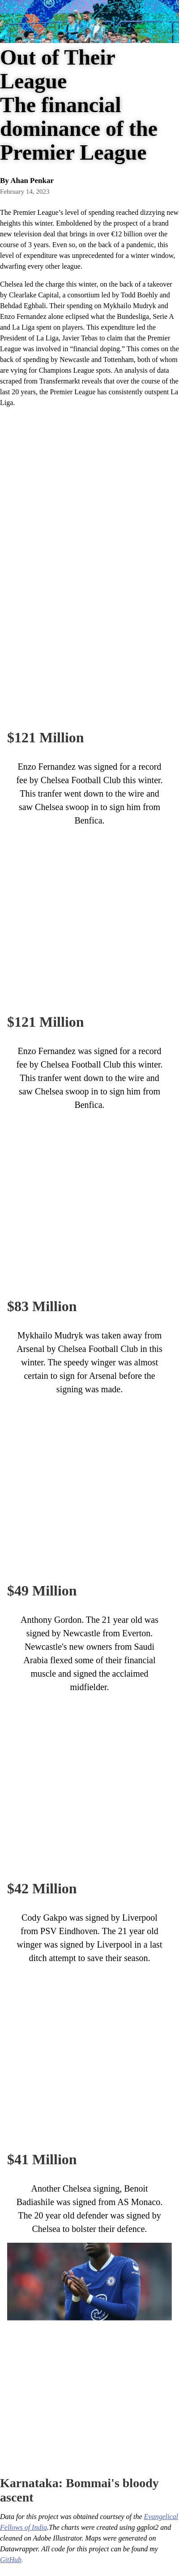 Out of Their
League
The financial
dominance of the
Premier League
By Ahan Penkar
February 14, 2023
The Premier League’s level of spending reached dizzying new
heights this winter. Emboldened by the prospect of a brand
new television deal that brings in over €12 billion over the
course of 3 years. Even so, on the back of a pandemic, this
level of expenditure was unprecedented for a winter window,
dwarfing every other league.
Chelsea led the charge this winter, on the back of a takeover
by Clearlake Capital, a consortium led by Todd Boehly and
Behdad Eghbali. Their spending on Mykhailo Mudryk and
Enzo Fernandez alone eclipsed what the Bundesliga, Serie A
and La Liga spent on players. This expenditure led the
President of La Liga, Javier Tebas to claim that the Premier
League was involved in “financial doping.” This comes on the
back of spending by Newcastle and Tottenham, both of whom
are vying for Champions League spots. An analysis of data
scraped from Transfermarkt reveals that over the course of the
last 20 years, the Premier League has consistently outspent La
Liga.
$121 Million
Enzo Fernandez was signed for a record
fee by Chelsea Football Club this winter.
This tranfer went down to the wire and
saw Chelsea swoop in to sign him from
Benfica.
$121 Million
Enzo Fernandez was signed for a record
fee by Chelsea Football Club this winter.
This tranfer went down to the wire and
saw Chelsea swoop in to sign him from
Benfica.
$83 Million
Mykhailo Mudryk was taken away from
Arsenal by Chelsea Football Club in this
winter. The speedy winger was almost
certain to sign for Arsenal before the
signing was made.
$49 Million
Anthony Gordon. The 21 year old was
signed by Newcastle from Everton.
Newcastle's new owners from Saudi
Arabia flexed some of their financial
muscle and signed the acclaimed
midfielder.
$42 Million
Cody Gakpo was signed by Liverpool
from PSV Eindhoven. The 21 year old
winger was signed by Liverpool in a last
ditch attempt to save their season.
$41 Million
Another Chelsea signing, Benoit
Badiashile was signed from AS Monaco.
The 20 year old defender was signed by
Chelsea to bolster their defence.
Karnataka: Bommai's bloody
ascent
Data for this project was obtained courtsey of the Evangelical
Fellows of India.The charts were created using ggplot2 and
cleaned on Adobe Illustrator. Maps were generated on
Datawrapper. All code for this project can be found my
GitHub.